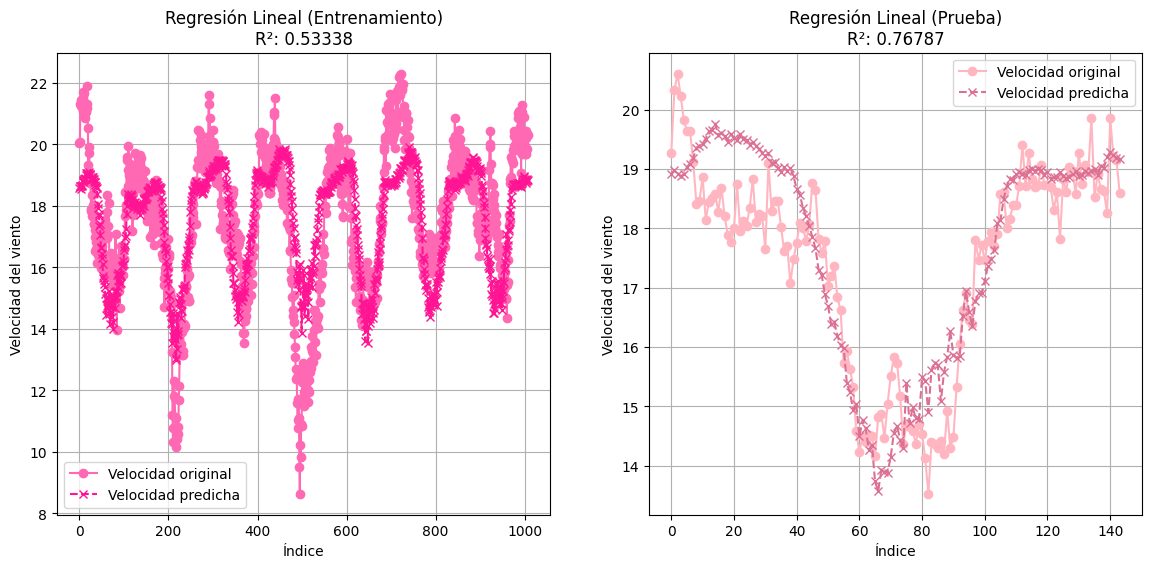 Regresión Lineal (Entrenamiento)
R²: 0.53338
Velocidad del viento
22
20
18
16
14
12
10
8
Velocidad original
Velocidad predicha
0
200
400
600
800
1000
Índice
Regresión Lineal (Prueba)
R²: 0.76787
Velocidad del viento
20
19
18
17
16
15
14
Velocidad original
Velocidad predicha
0
20
40
60
80
100
120
140
Índice